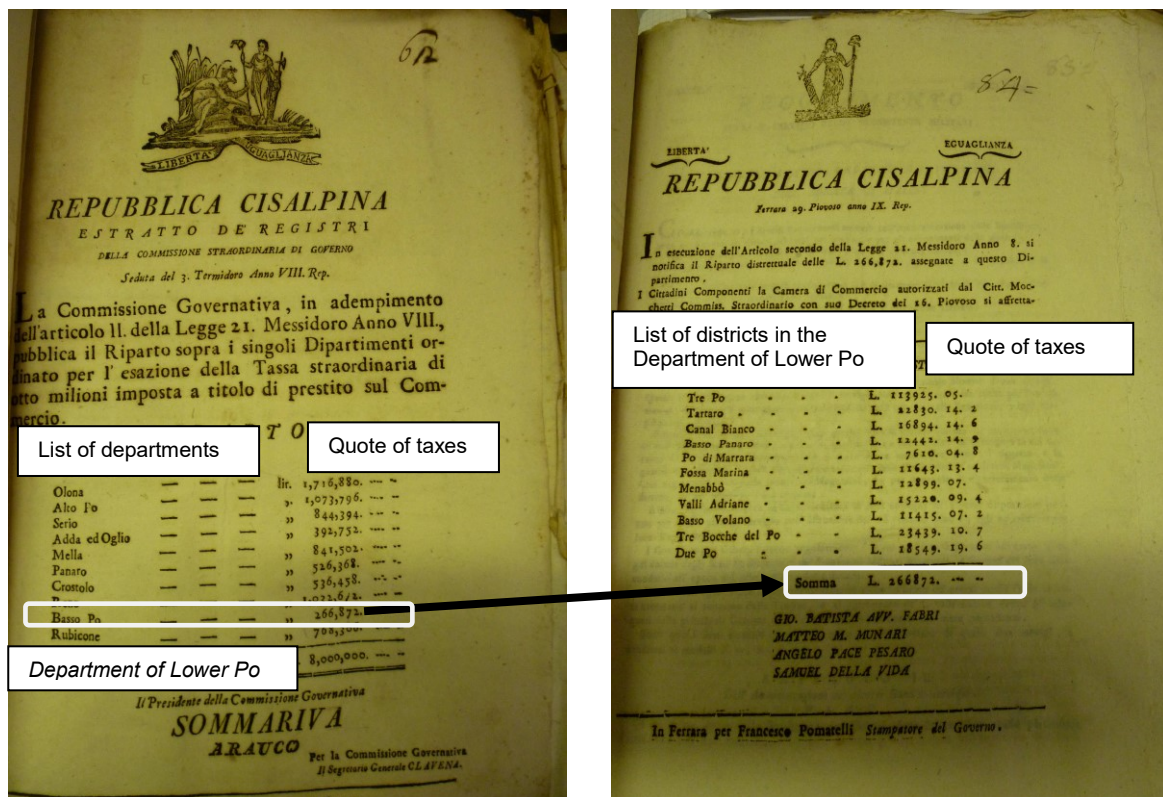 62
LIBERTA' EGUAGLIANZA
REPUBBLICA CISALPINA
ESTRATTO DE' REGISTRI
DELLA COMMISSIONE STRAORDINARIA DI GOVERNO
Seduta del 3. Termidoro Anno VIII. Rep.
La Commissione Governativa, in adempimento
dell'articolo II. della Legge 21. Messidoro Anno VIII.,
pubblica il Riparto sopra i singoli Dipartimenti or-
dinato per l'esazione della Tassa straordinaria di
otto milioni imposta a titolo di prestito sul Com-
mercio.
List of departments
Quote of taxes
Olona — — — lir. 1,716,880. --- --
Alto Po — — — ,, 1,073,796. --- --
Serio — — — ,, 844,394. --- --
Adda ed Oglio — — — ,, 392,752. --- --
Mella — — — ,, 841,502. --- --
Panaro — — — ,, 526,368. --- --
Crostolo — — — ,, 536,458. --- --
Basso Po — — — ,, 266,872. --- --
Rubicone — — — ,,
8,000,000. --- --
Department of Lower Po
Il Presidente della Commissione Governativa
SOMMARIVA
ARAUCO
Per la Commissione Governativa
Il Segretario Generale CLAVENA.
84=
LIBERTA' EGUAGLIANZA
REPUBBLICA CISALPINA
Ferrara 29. Piovoso anno IX. Rep.
In esecuzione dell'Articolo secondo della Legge 21. Messidoro Anno 8. si
notifica il Riparto distrettuale delle L. 266,872. assegnate a questo Di-
partimento.
I Cittadini Componenti la Camera di Commercio autorizzati dal Citt. Moc-
chetti Commiss. Straordinario con suo Decreto dei 16. Piovoso si affretta-
List of districts in the
Department of Lower Po
Quote of taxes
Tre Po - - - L. 113925. 05.
Tartaro - - - L. 22830. 14. 2
Canal Bianco - - - L. 16894. 14. 6
Basso Panaro - - - L. 12442. 14. 9
Po di Marrara - - - L. 7610. 04. 8
Fossa Marina - - - L. 11643. 13. 4
Menabbò - - - L. 12899. 07.
Valli Adriane - - - L. 15220. 09. 4
Basso Volano - - - L. 11415. 07. 2
Tre Bocche del Po - - L. 23439. 10. 7
Due Po - - - L. 18549. 19. 6
Somma L. 266872. --- --
GIO. BATISTA AVV. FABRI
MATTEO M. MUNARI
ANGELO PACE PESARO
SAMUEL DELLA VIDA
In Ferrara per Francesco Pomatelli Stampatore del Governo.